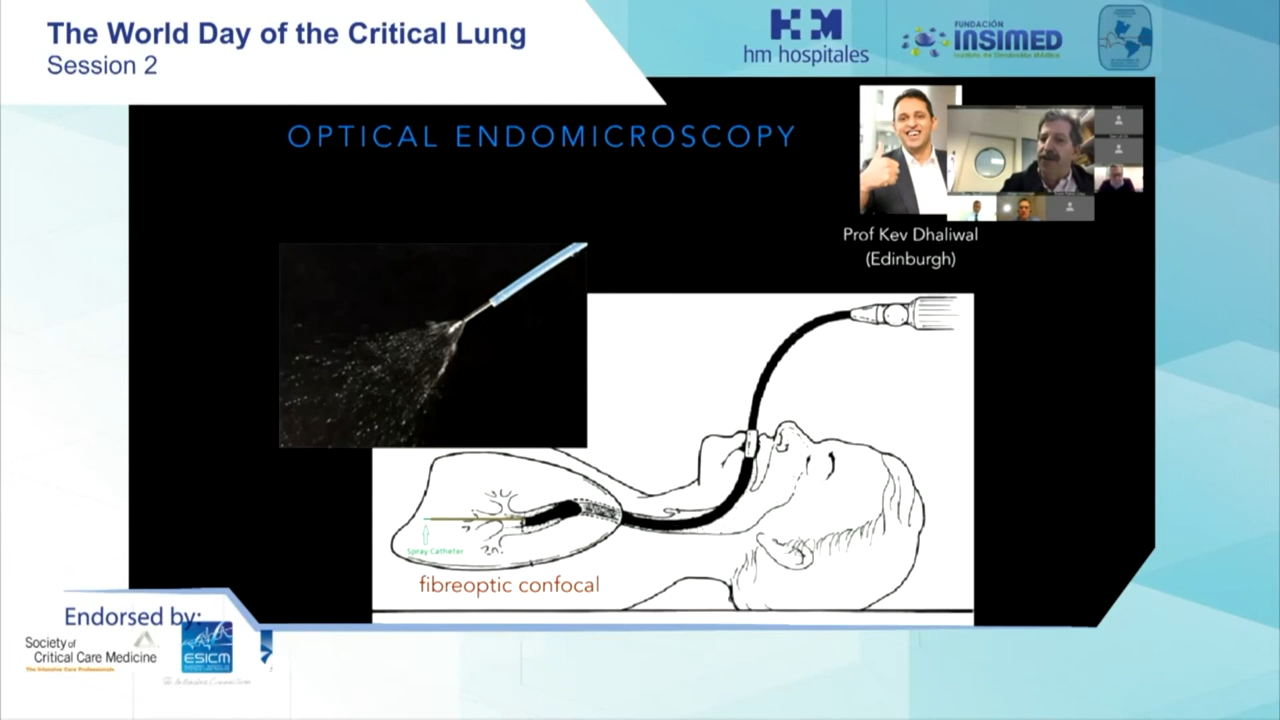 The World Day of the Critical Lung
Session 2
hm hospitales
FUNDACIÓN
INSIMED
OPTICAL ENDOMICROSCOPY
Prof Kev Dhaliwal
(Edinburgh)
Spray Catheter
fibreoptic confocal
Endorsed by:
Society of
Critical Care Medicine
The Intensive Care Professionals
ESICM